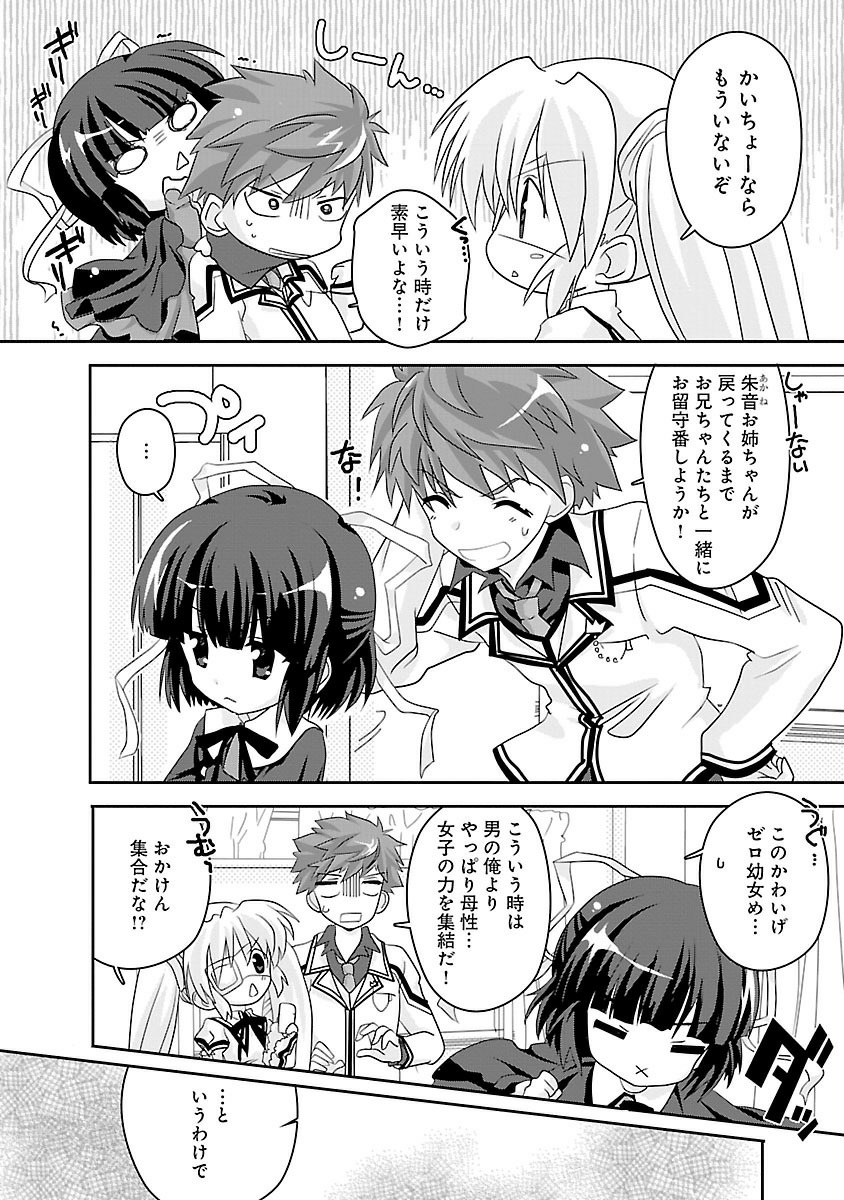 かいちょーなら
もういないぞ
しーん…
くっ…
こういう時だけ
素早いよな…!
ギリ
ギリ
しゃーない
朱音お姉ちゃんが
あかね
戻ってくるまで
お兄ちゃんたちと一緒に
お留守番しようか!
な!
プイ
…
うぐ…
このかわいげ
ゼロ幼女め…
ダッ
こういう時は
男の俺より
やっぱり母性…
女子の力を集結だ!
うむ
おかけん
集合だな!?
…と
いうわけで